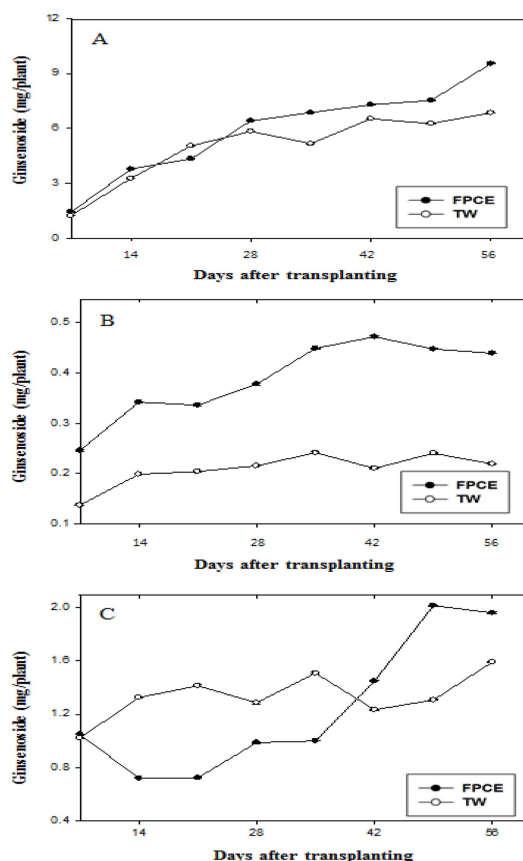 12
A
9
6
3
0
Ginsenoside (mg/plant)
FPCE
TW
14 28 42 56
Days after transplanting
B
0.5
0.4
0.3
0.2
0.1
Ginsenoside (mg/plant)
FPCE
TW
14 28 42 56
Days after transplanting
2.0
C
1.6
1.2
0.8
0.4
Ginsenoside (mg/plant)
FPCE
TW
14 28 42 56
Days after transplanting